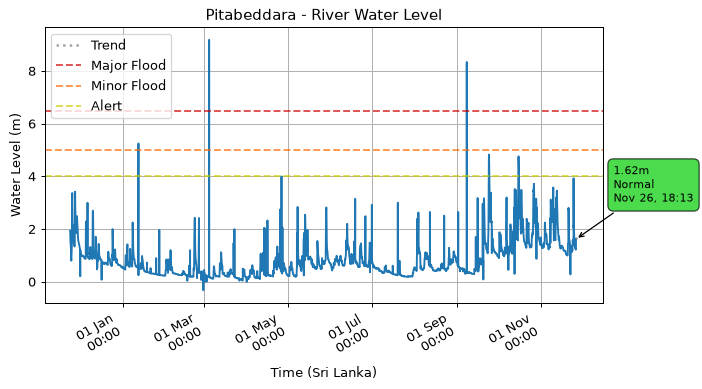 Pitabeddara - River Water Level
Trend
Major Flood
Minor Flood
Alert
Water Level (m)
8
6
4
2
0
1.62m
Normal
Nov 26, 18:13
01 Jan
00:00
01 Mar
00:00
01 May
00:00
01 Jul
00:00
01 Sep
00:00
01 Nov
00:00
Time (Sri Lanka)